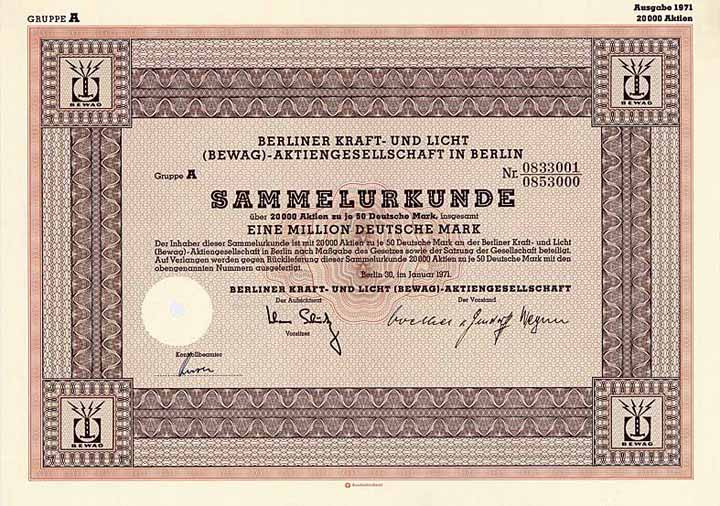 GRUPPE A
Ausgabe 1971
20000 Aktien
BEWAG
BEWAG
BERLINER KRAFT- UND LICHT
(BEWAG)-AKTIENGESELLSCHAFT IN BERLIN
Gruppe A
Nr. 0833001
0853000
SAMMELURKUNDE
über 20000 Aktien zu je 50 Deutsche Mark, insgesamt
EINE MILLION DEUTSCHE MARK
Der Inhaber dieser Sammelurkunde ist mit 20000 Aktien zu je 50 Deutsche Mark an der Berliner Kraft- und Licht
(Bewag)-Aktiengesellschaft in Berlin nach Maßgabe des Gesetzes sowie der Satzung der Gesellschaft beteiligt.
Auf Verlangen werden gegen Rücklieferung dieser Sammelurkunde 20000 Aktien zu je 50 Deutsche Mark mit den
obengenannten Nummern ausgefertigt.
Berlin 30, im Januar 1971.
BERLINER KRAFT- UND LICHT (BEWAG)-AKTIENGESELLSCHAFT
Der Aufsichtsrat
Der Vorstand
Vorsitzer
Kontrollbeamter
BEWAG
BEWAG